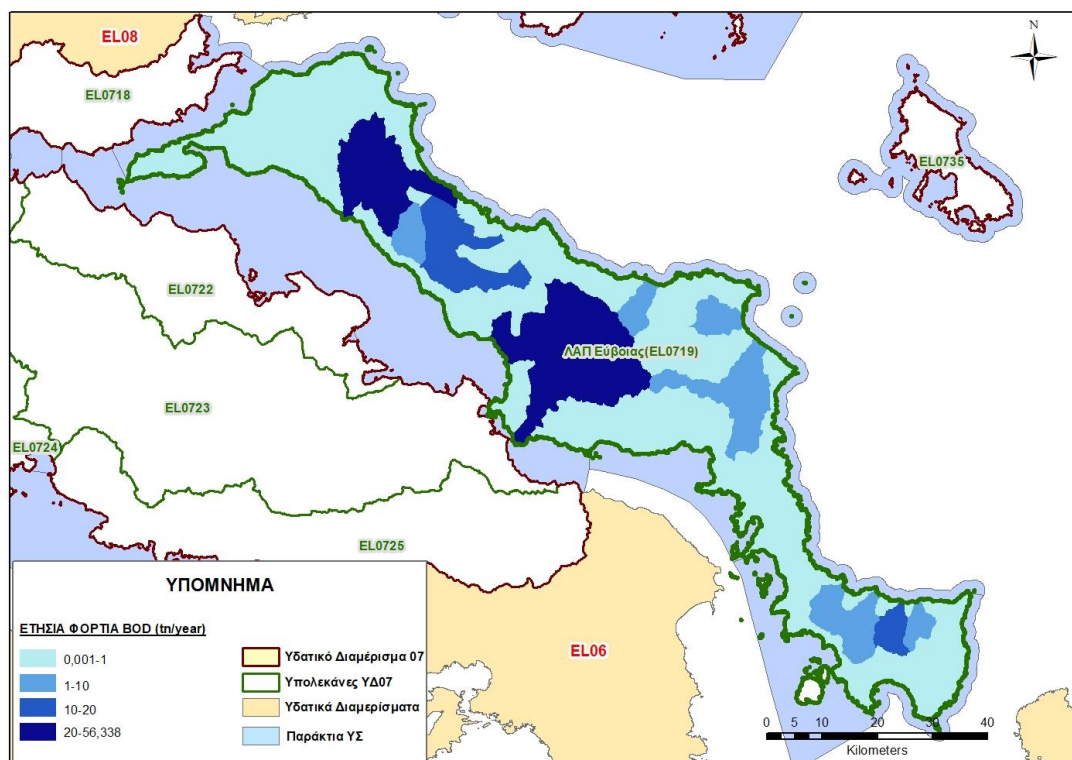 EL08
N
EL0718
EL0735
EL0722
ΛΑΠ Εύβοιας(EL0719)
EL0723
EL0724
EL0725
EL06
ΥΠΟΜΝΗΜΑ
ΕΤΗΣΙΑ ΦΟΡΤΙΑ BOD (tn/year)
0,001-1
1-10
10-20
20-56,338
Υδατικό Διαμέρισμα 07
Υπολεκάνες ΥΔ07
Υδατικά Διαμερίσματα
Παράκτια ΥΣ
0 5 10 20 30 40
Kilometers